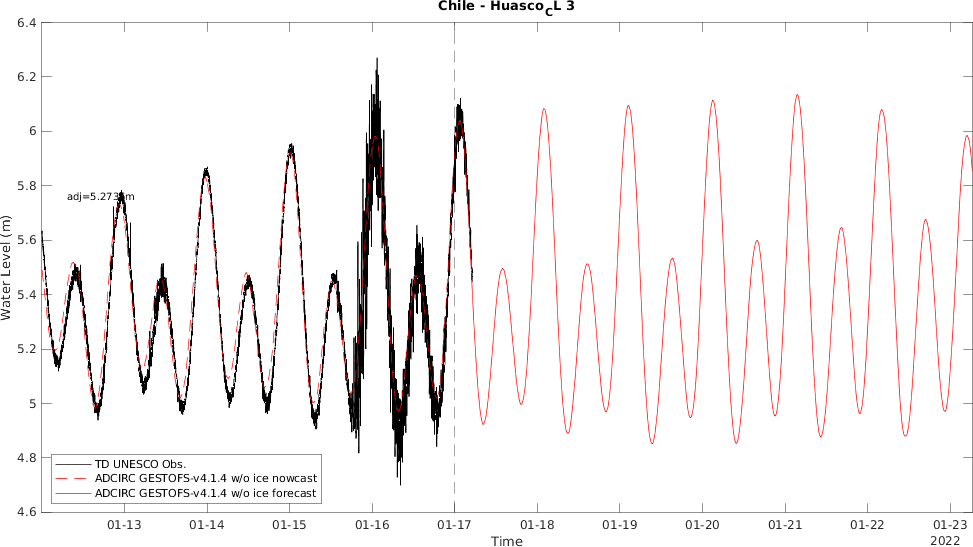 Chile - Huasco_CL 3
6.4
6.2
6
5.8
5.6
5.4
5.2
5
4.8
4.6
Water Level (m)
adj=5.273 m
TD UNESCO Obs.
ADCIRC GESTOFS-v4.1.4 w/o ice nowcast
ADCIRC GESTOFS-v4.1.4 w/o ice forecast
01-13 01-14 01-15 01-16 01-17 01-18 01-19 01-20 01-21 01-22 01-23
Time
2022